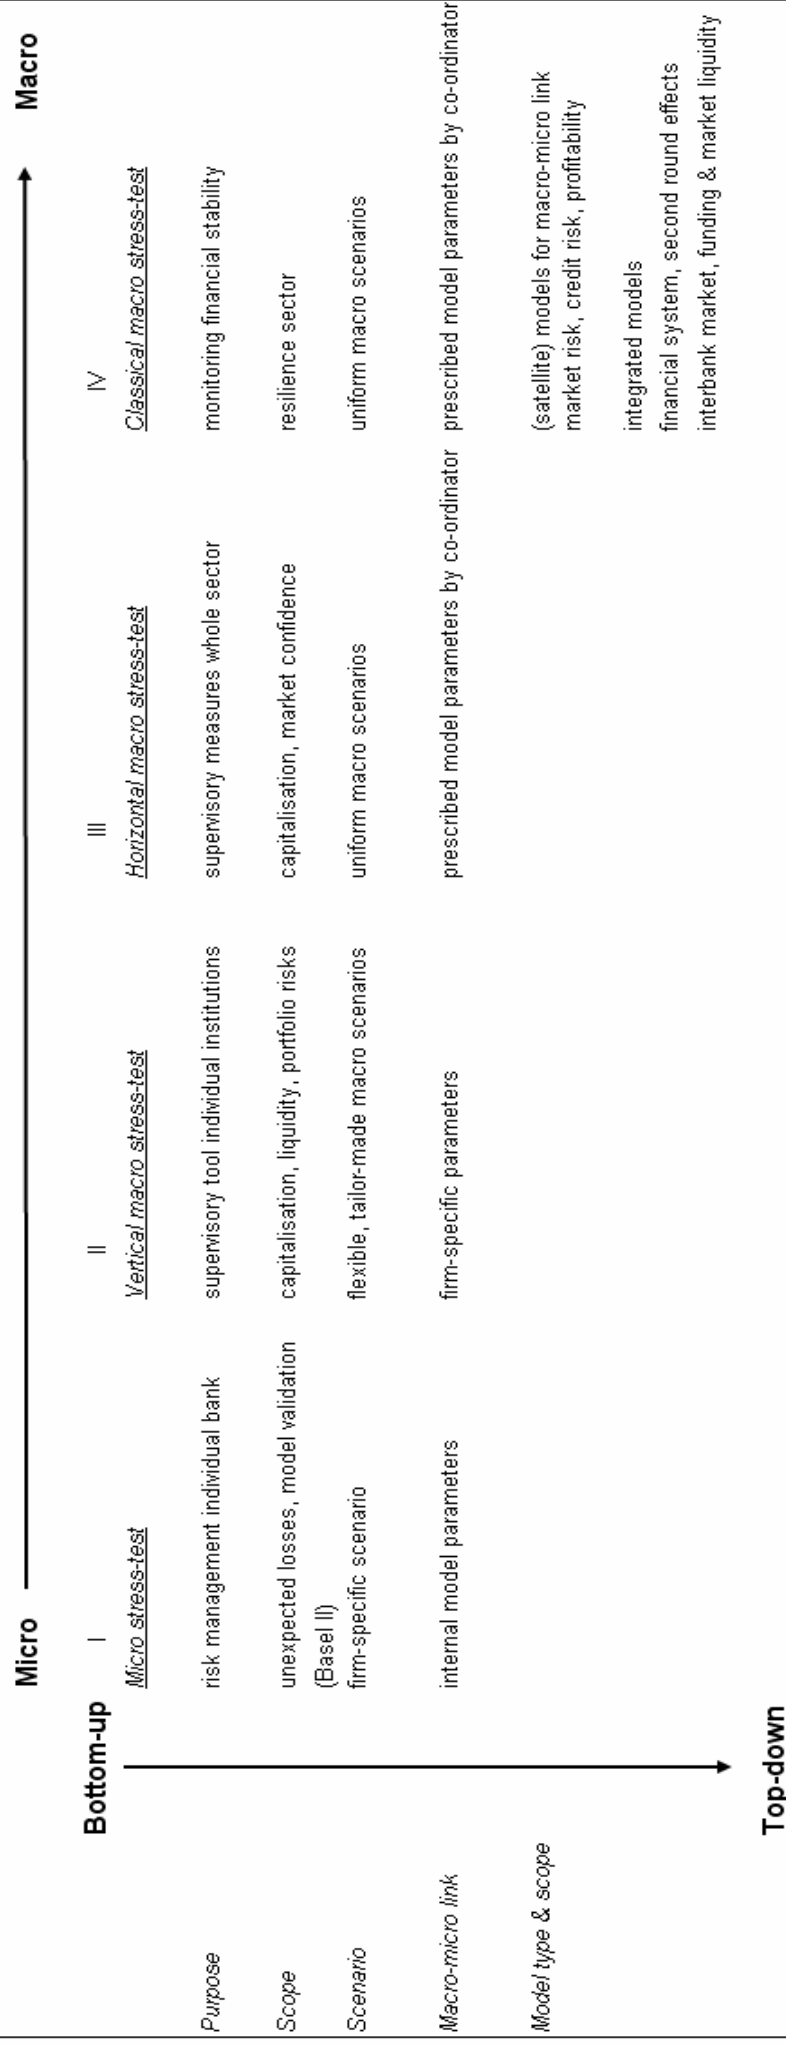 Micro Macro
Bottom-up I II III IV
Micro stress-test Vertical macro stress-test Horizontal macro stress-test Classical macro stress-test
Purpose risk management individual bank supervisory tool individual institutions supervisory measures whole sector monitoring financial stability
Scope unexpected losses, model validation capitalisation, liquidity, portfolio risks capitalisation, market confidence resilience sector
(Basel II)
Scenario firm-specific scenario flexible, tailor-made macro scenarios uniform macro scenarios uniform macro scenarios
Macro-micro link internal model parameters firm-specific parameters prescribed model parameters by co-ordinator prescribed model parameters by co-ordinator
Model type & scope (satellite) models for macro-micro link
market risk, credit risk, profitability
integrated models
financial system, second round effects
interbank market, funding & market liquidity
Top-down